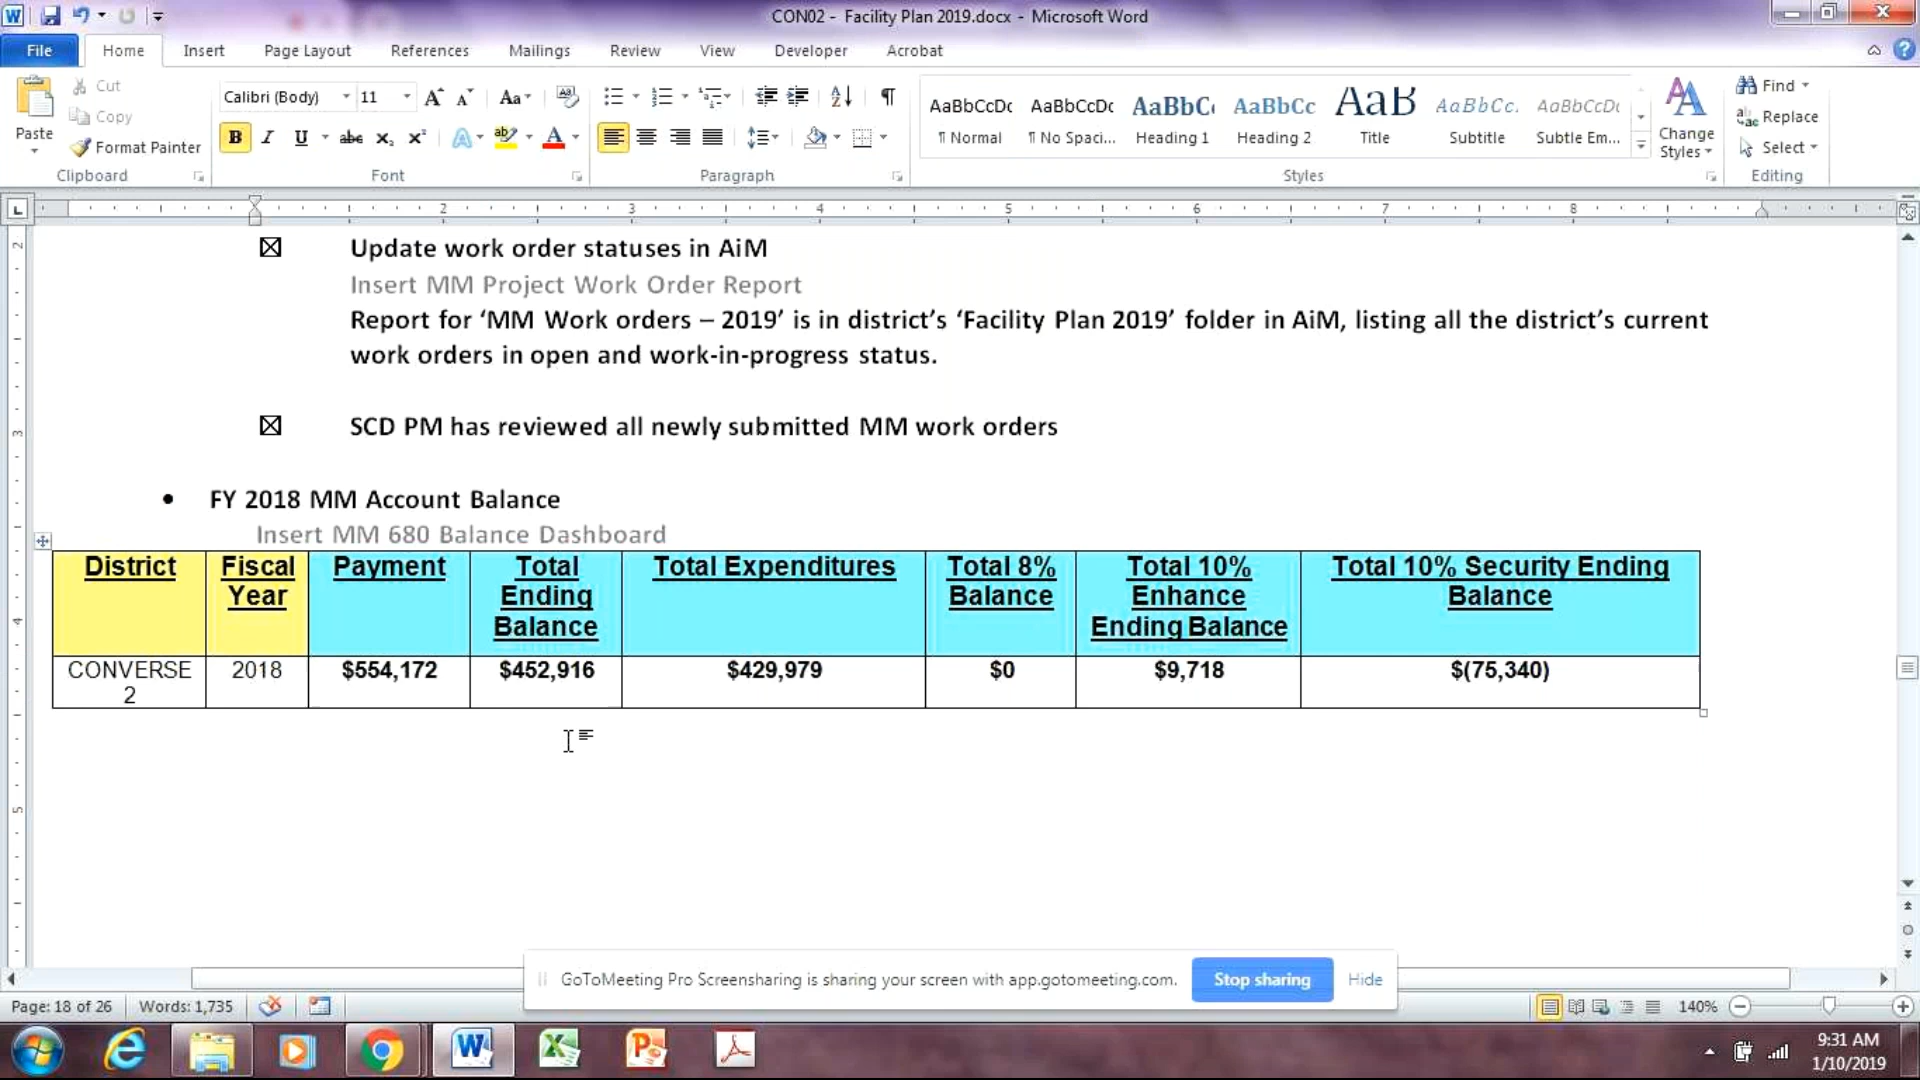 CON02 - Facility Plan 2019.docx - Microsoft Word
File Home Insert Page Layout References Mailings Review View Developer Acrobat
Cut
Copy
Format Painter
Paste
Clipboard
Calibri (Body) 11
Font
Paragraph
AaBbCcDc AaBbCcDc AaBbC AaBbCc AaB AaBbCc. AaBbCcDc
¶ Normal ¶ No Spaci... Heading 1 Heading 2 Title Subtitle Subtle Em...
Change
Styles
Styles
Find
Replace
Select
Editing
2 3 4 5 6 7 8
☒ Update work order statuses in AiM
Insert MM Project Work Order Report
Report for ‘MM Work orders – 2019’ is in district’s ‘Facility Plan 2019’ folder in AiM, listing all the district’s current
work orders in open and work-in-progress status.
☒ SCD PM has reviewed all newly submitted MM work orders
• FY 2018 MM Account Balance
Insert MM 680 Balance Dashboard
District
Fiscal
Year
Payment
Total
Ending
Balance
Total Expenditures
Total 8%
Balance
Total 10%
Enhance
Ending Balance
Total 10% Security Ending
Balance
CONVERSE
2
2018
$554,172
$452,916
$429,979
$0
$9,718
$(75,340)
GoToMeeting Pro Screensharing is sharing your screen with app.gotomeeting.com. Stop sharing Hide
Page: 18 of 26 Words: 1,735 140%
9:31 AM
1/10/2019